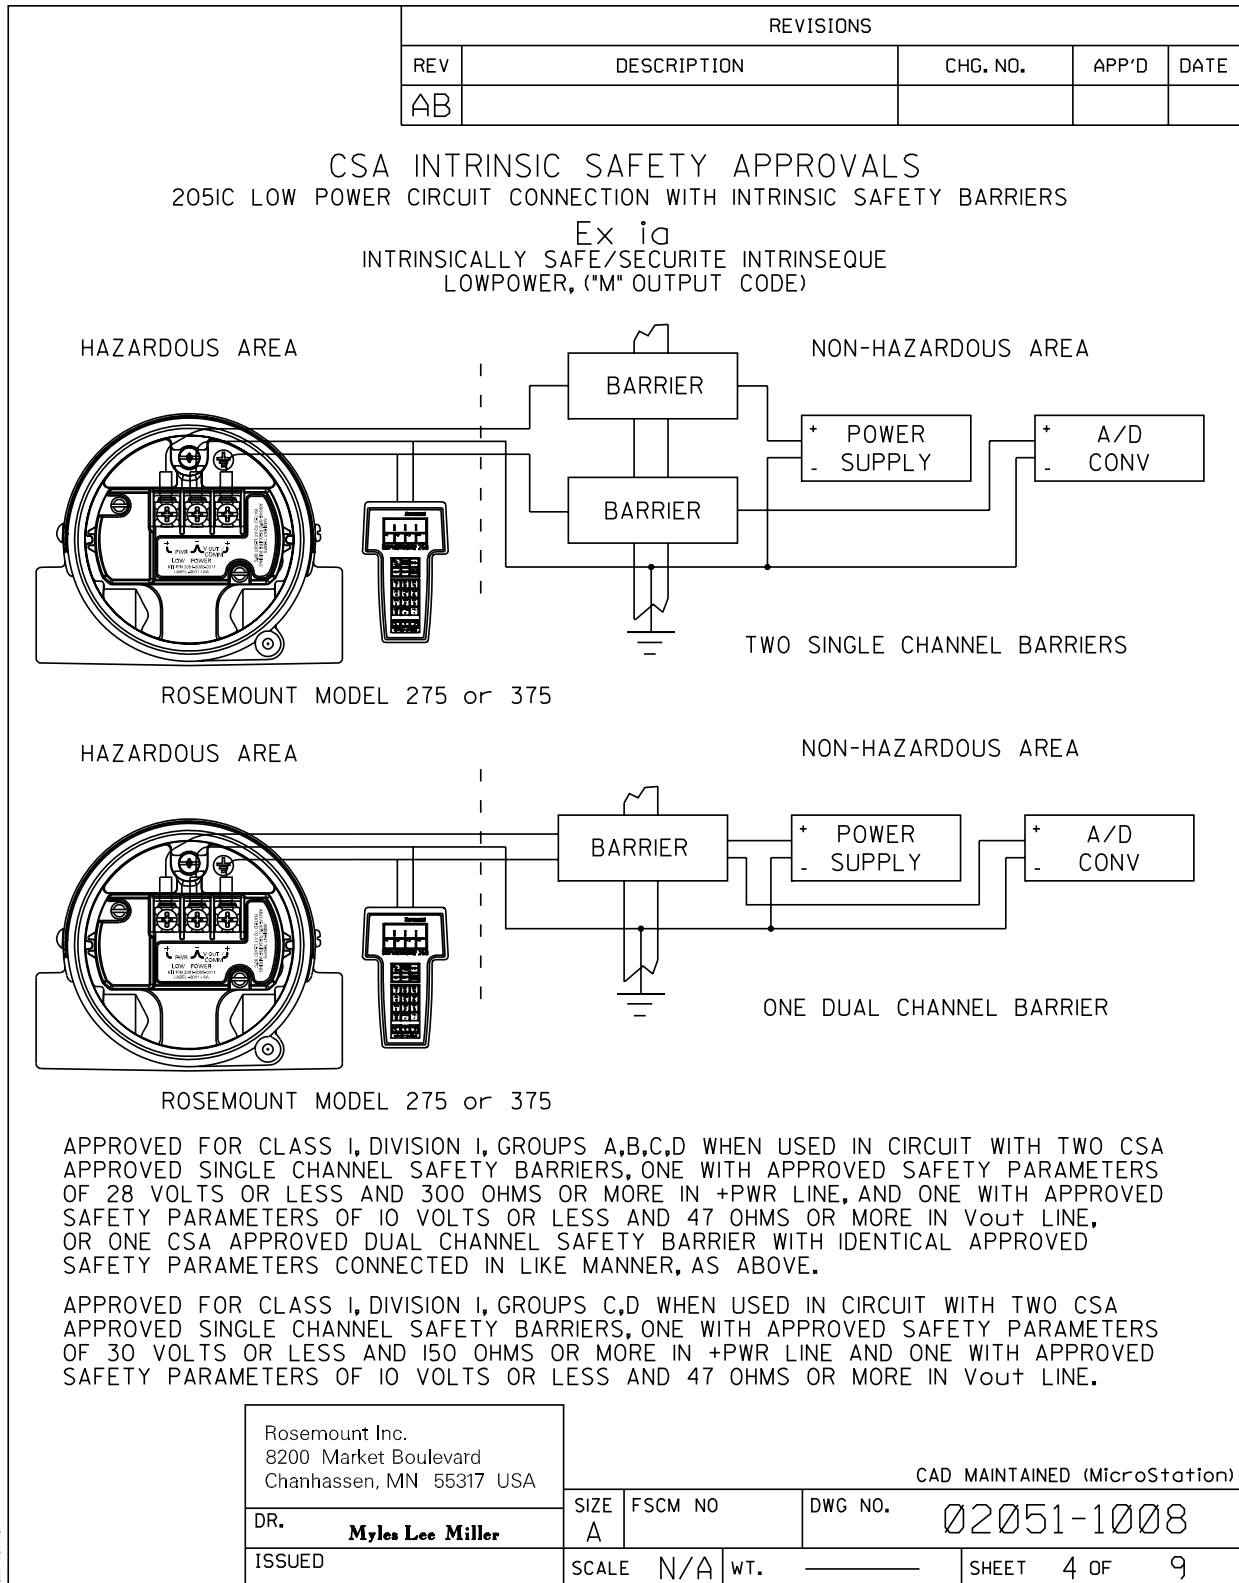 REVISIONS
REV DESCRIPTION CHG. NO. APP'D DATE
AB
CSA INTRINSIC SAFETY APPROVALS
2051C LOW POWER CIRCUIT CONNECTION WITH INTRINSIC SAFETY BARRIERS
Ex ia
INTRINSICALLY SAFE/SECURITE INTRINSEQUE
LOWPOWER, ("M" OUTPUT CODE)
HAZARDOUS AREA
NON-HAZARDOUS AREA
BARRIER
+ POWER
- SUPPLY
+ A/D
- CONV
BARRIER
PWR V OUT
COMM
LOW POWER
TWO SINGLE CHANNEL BARRIERS
ROSEMOUNT MODEL 275 or 375
HAZARDOUS AREA
NON-HAZARDOUS AREA
BARRIER
+ POWER
- SUPPLY
+ A/D
- CONV
PWR V OUT
COMM
LOW POWER
ONE DUAL CHANNEL BARRIER
ROSEMOUNT MODEL 275 or 375
APPROVED FOR CLASS I, DIVISION I, GROUPS A,B,C,D WHEN USED IN CIRCUIT WITH TWO CSA
APPROVED SINGLE CHANNEL SAFETY BARRIERS, ONE WITH APPROVED SAFETY PARAMETERS
OF 28 VOLTS OR LESS AND 300 OHMS OR MORE IN +PWR LINE, AND ONE WITH APPROVED
SAFETY PARAMETERS OF 10 VOLTS OR LESS AND 47 OHMS OR MORE IN Vout LINE,
OR ONE CSA APPROVED DUAL CHANNEL SAFETY BARRIER WITH IDENTICAL APPROVED
SAFETY PARAMETERS CONNECTED IN LIKE MANNER, AS ABOVE.
APPROVED FOR CLASS I, DIVISION I, GROUPS C,D WHEN USED IN CIRCUIT WITH TWO CSA
APPROVED SINGLE CHANNEL SAFETY BARRIERS, ONE WITH APPROVED SAFETY PARAMETERS
OF 30 VOLTS OR LESS AND 150 OHMS OR MORE IN +PWR LINE AND ONE WITH APPROVED
SAFETY PARAMETERS OF 10 VOLTS OR LESS AND 47 OHMS OR MORE IN Vout LINE.
Rosemount Inc.
8200 Market Boulevard
Chanhassen, MN 55317 USA
CAD MAINTAINED (MicroStation)
DR. Myles Lee Miller
SIZE A FSCM NO DWG NO. 02051-1008
ISSUED
SCALE N/A WT. SHEET 4 OF 9